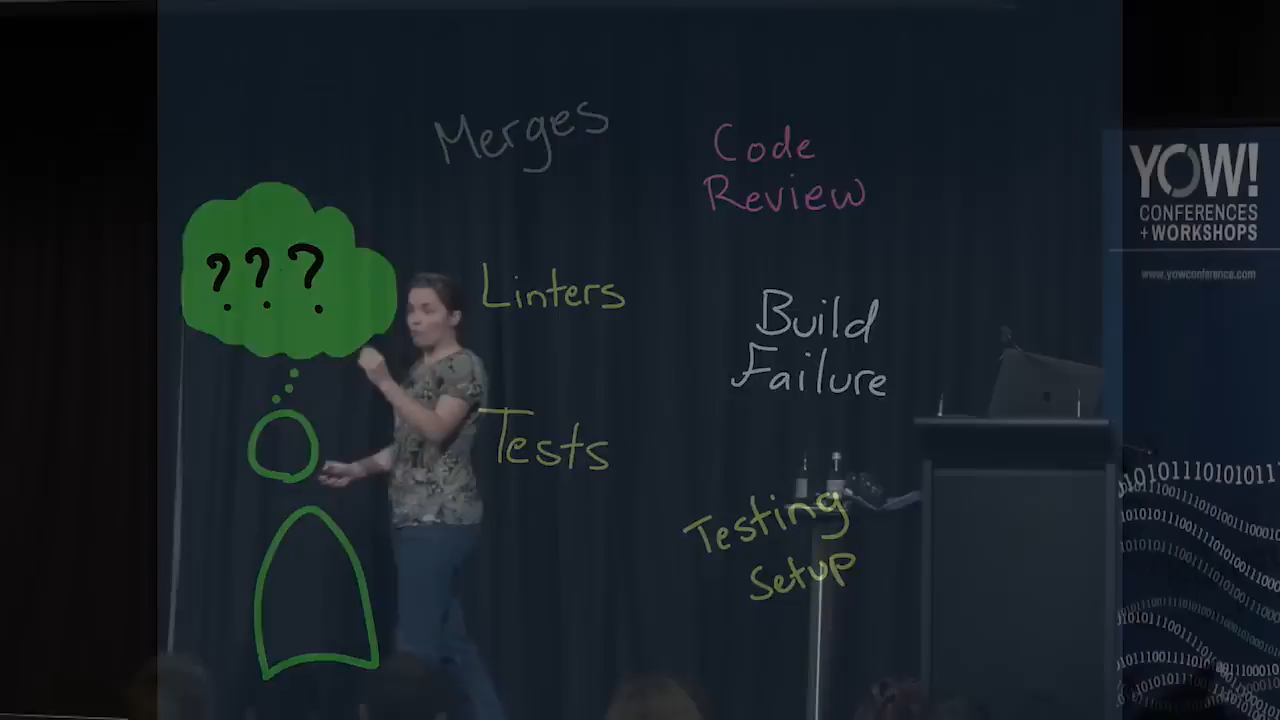 Merges
Code
Review
???
Linters
Build
Failure
Tests
Testing
Setup
YOW!
CONFERENCES
+WORKSHOPS
www.yowconference.com